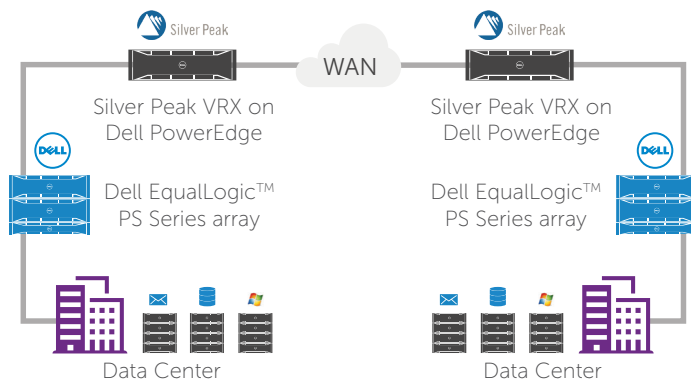 Silver Peak
Silver Peak
WAN
Silver Peak VRX on
Dell PowerEdge
Silver Peak VRX on
Dell PowerEdge
DELL
DELL
Dell EqualLogic™
PS Series array
Dell EqualLogic™
PS Series array
Data Center
Data Center